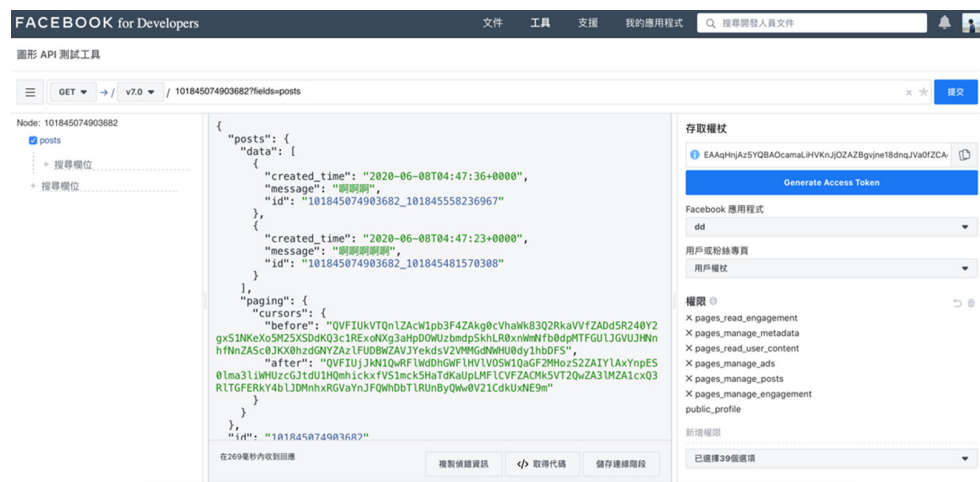 FACEBOOK for Developers
文件
工具
支援
我的應用程式
搜尋開發人員文件
圖形 API 測試工具
GET
v7.0
/ 101845074903682?fields=posts
提交
Node: 101845074903682
posts
+ 搜尋欄位
+ 搜尋欄位
{
"posts": {
"data": [
{
"created_time": "2020-06-08T04:47:36+0000",
"message": "啊啊啊",
"id": "101845074903682_101845558236967"
},
{
"created_time": "2020-06-08T04:47:23+0000",
"message": "啊啊啊啊啊",
"id": "101845074903682_101845481570308"
}
],
"paging": {
"cursors": {
"before":
"after":
}
}
},
"id": "101845074903682"
在269毫秒內收到回應
複製偵錯資訊
</> 取得代碼
儲存連線階段
存取權杖
Generate Access Token
Facebook 應用程式
dd
用戶或粉絲專頁
用戶權杖
權限
× pages_read_engagement
× pages_manage_metadata
× pages_read_user_content
× pages_manage_ads
× pages_manage_posts
× pages_manage_engagement
public_profile
新增權限
已選擇39個選項